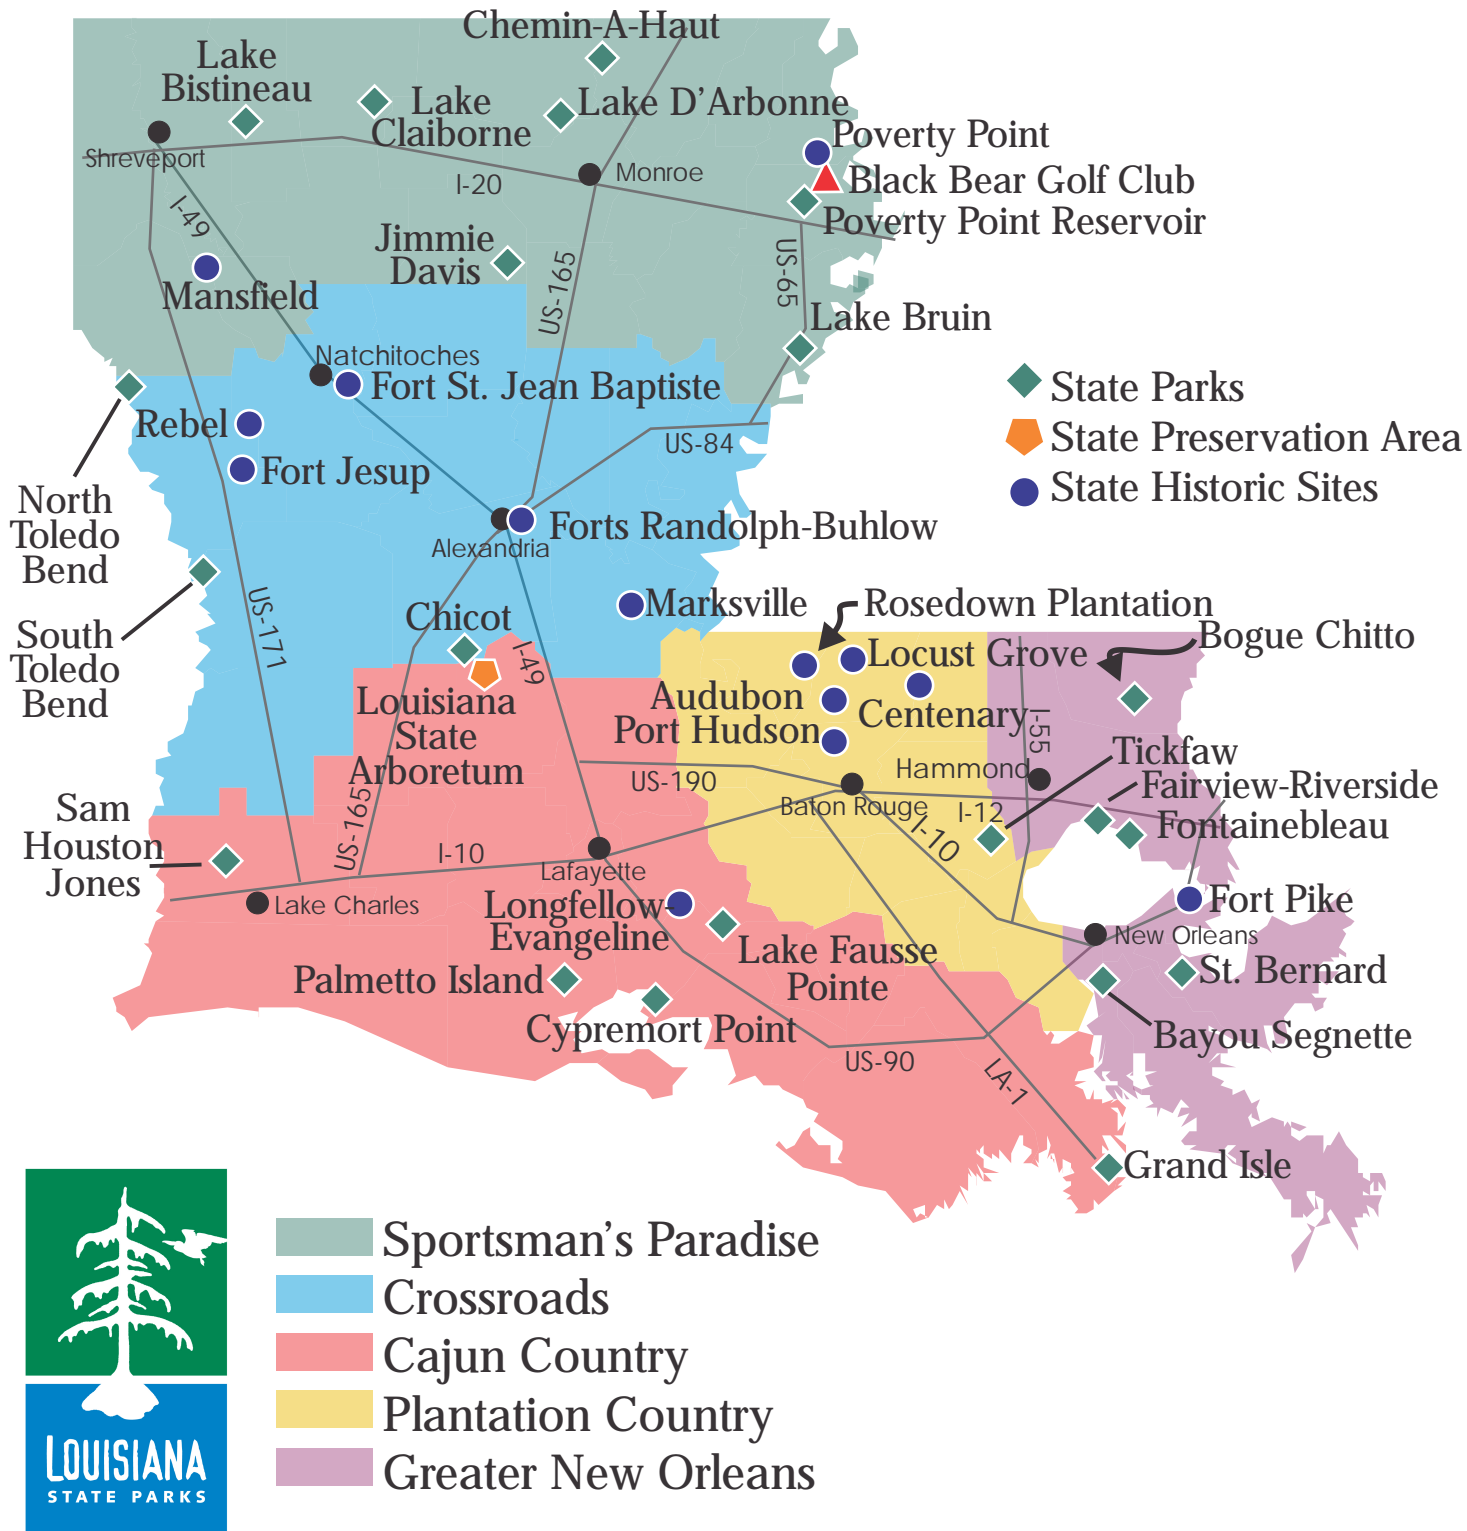 Chemin-A-Haut
Lake
Bistineau
Lake
Claiborne
Lake D'Arbonne
Poverty Point
Shreveport
Monroe
Black Bear Golf Club
I-20
Poverty Point Reservoir
I-49
Jimmie
Davis
US-165
US-65
Mansfield
Lake Bruin
Natchitoches
Fort St. Jean Baptiste
State Parks
Rebel
US-84
State Preservation Area
Fort Jesup
State Historic Sites
North
Toledo
Bend
Forts Randolph-Buhlow
Alexandria
US-171
Chicot
Marksville
Rosedown Plantation
South
Toledo
Bend
Bogue Chitto
I-49
Locust Grove
Louisiana
State
Arboretum
Audubon
Centenary
Port Hudson
I-55
Tickfaw
US-190
Hammond
Fairview-Riverside
Baton Rouge
I-12
Fontainebleau
Sam
Houston
Jones
US-165
I-10
I-10
Lafayette
Lake Charles
Longfellow-
Evangeline
Fort Pike
New Orleans
Lake Fausse
Pointe
Palmetto Island
St. Bernard
Cypremort Point
Bayou Segnette
US-90
LA-1
Grand Isle
Sportsman's Paradise
Crossroads
Cajun Country
Plantation Country
Greater New Orleans
LOUISIANA
STATE PARKS